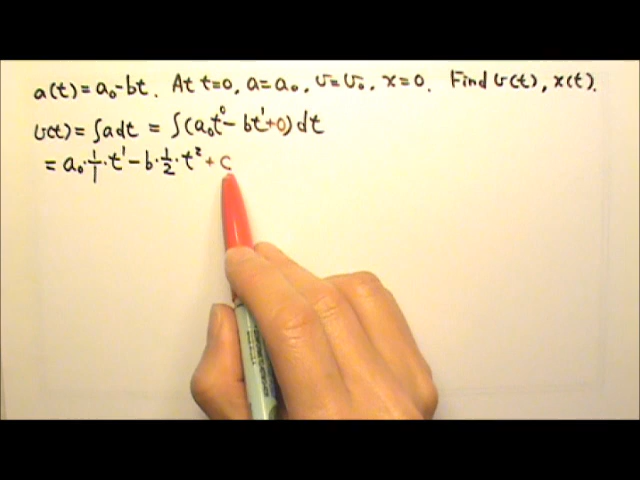 a(t) = a₀-bt. At t=0, a=a₀, v=v₀, x=0. Find v(t), x(t).
v(t) = ∫adt = ∫(a₀t⁰ - bt¹+0)dt
= a₀·1/1·t¹ - b·1/2·t² + c